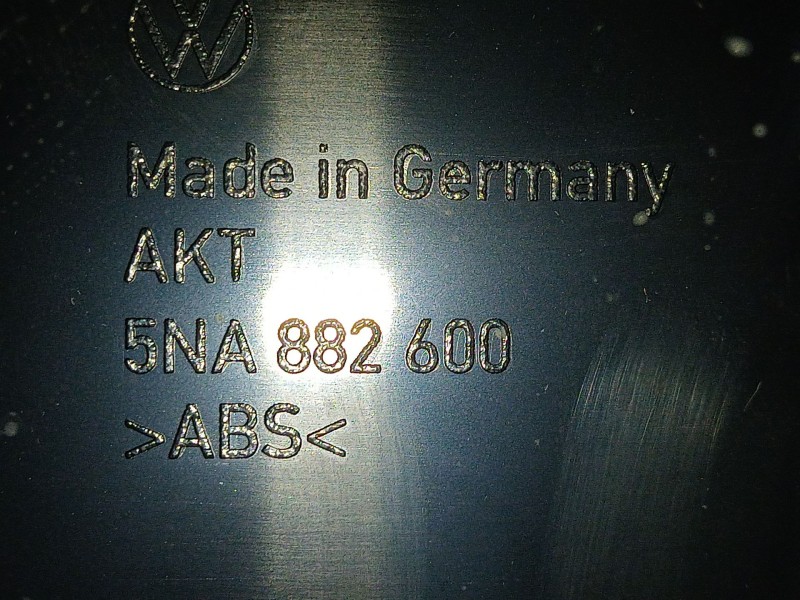 Made in Germany
AKT
5NA 882 600
>ABS<